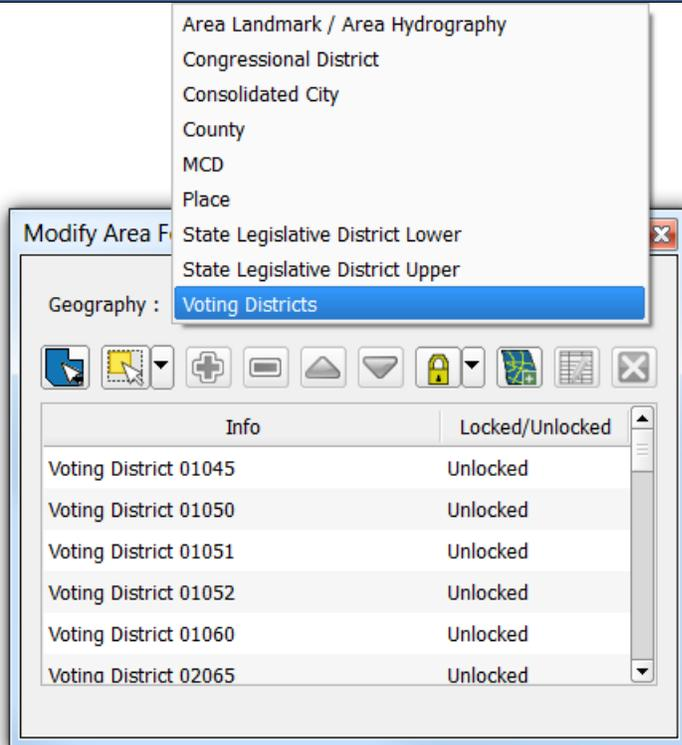 Area Landmark / Area Hydrography
Congressional District
Consolidated City
County
MCD
Place
State Legislative District Lower
State Legislative District Upper
Voting Districts
Modify Area F
Geography :
Info Locked/Unlocked
Voting District 01045 Unlocked
Voting District 01050 Unlocked
Voting District 01051 Unlocked
Voting District 01052 Unlocked
Voting District 01060 Unlocked
Voting District 02065 Unlocked